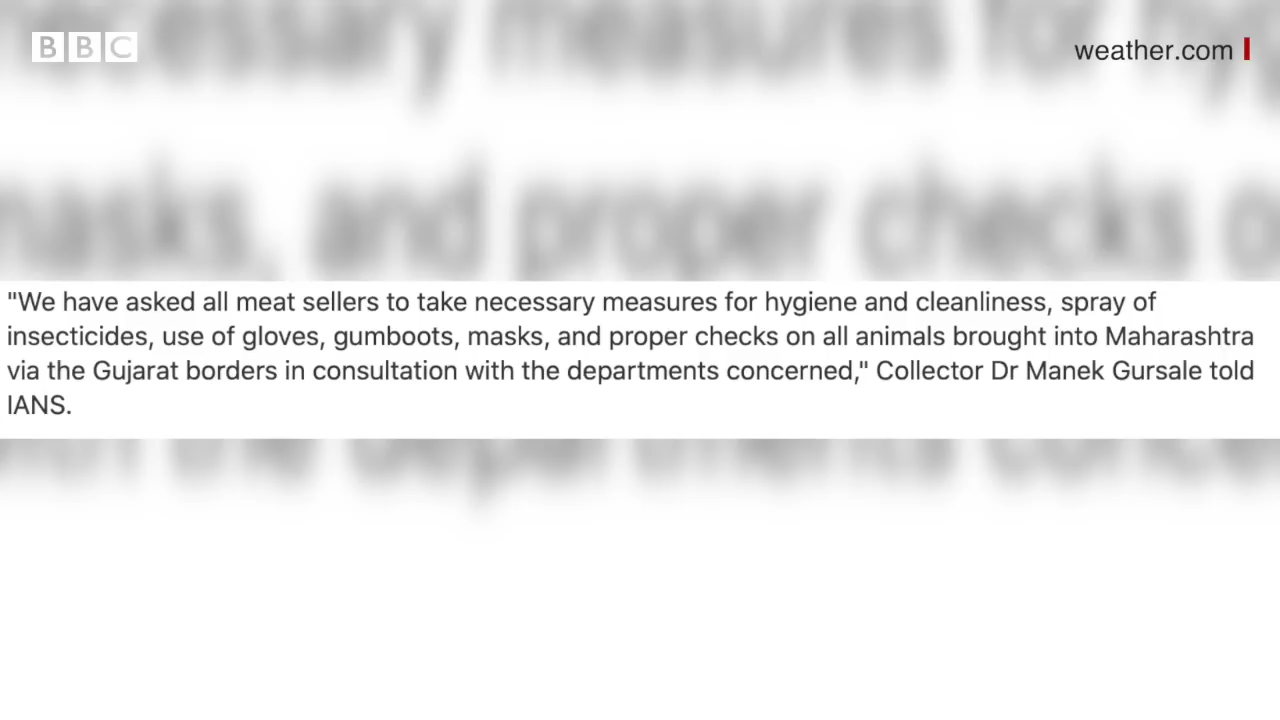 BBC
weather.com
"We have asked all meat sellers to take necessary measures for hygiene and cleanliness, spray of
insecticides, use of gloves, gumboots, masks, and proper checks on all animals brought into Maharashtra
via the Gujarat borders in consultation with the departments concerned," Collector Dr Manek Gursale told
IANS.